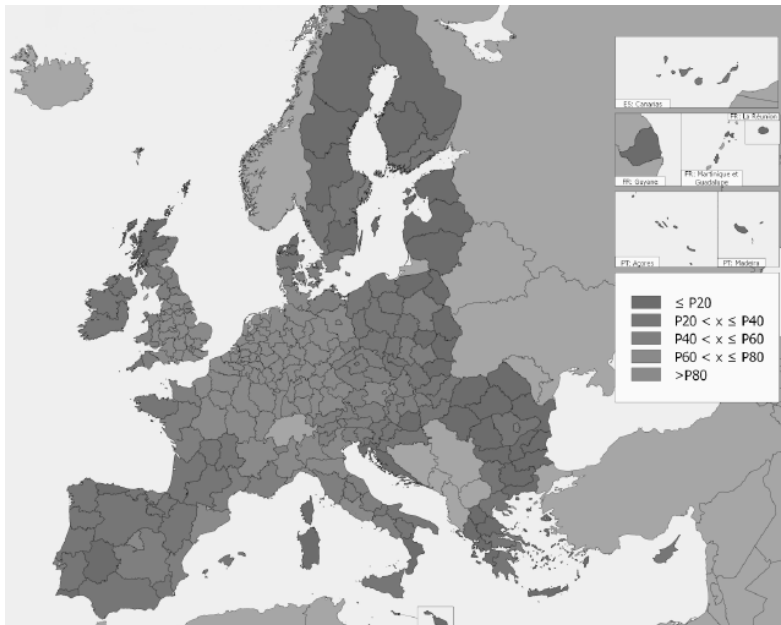 ES: Canarias
FR: La Réunion
FR: Guyane
FR: Martinique et
Guadalupe
PT: Açores
PT: Madeira
≤ P20
P20 < x ≤ P40
P40 < x ≤ P60
P60 < x ≤ P80
>P80